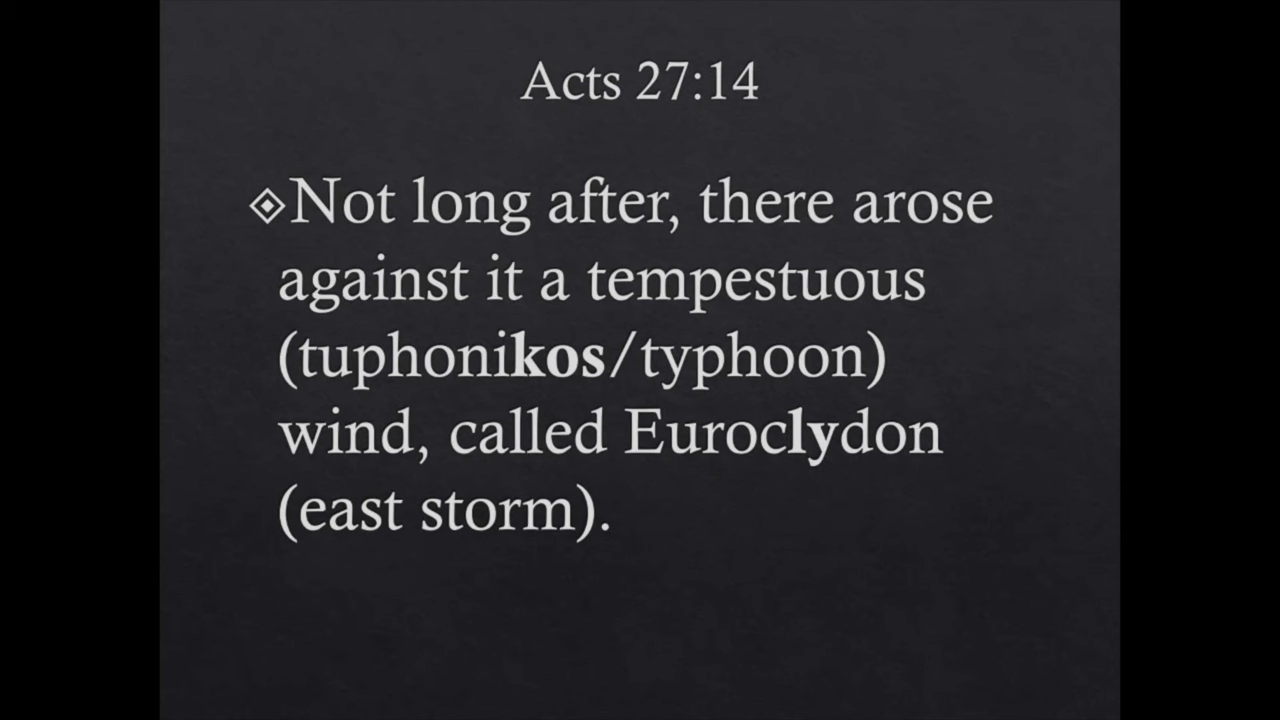 Acts 27:14
Not long after, there arose
against it a tempestuous
(tuphonikos/typhoon)
wind, called Euroclydon
(east storm).